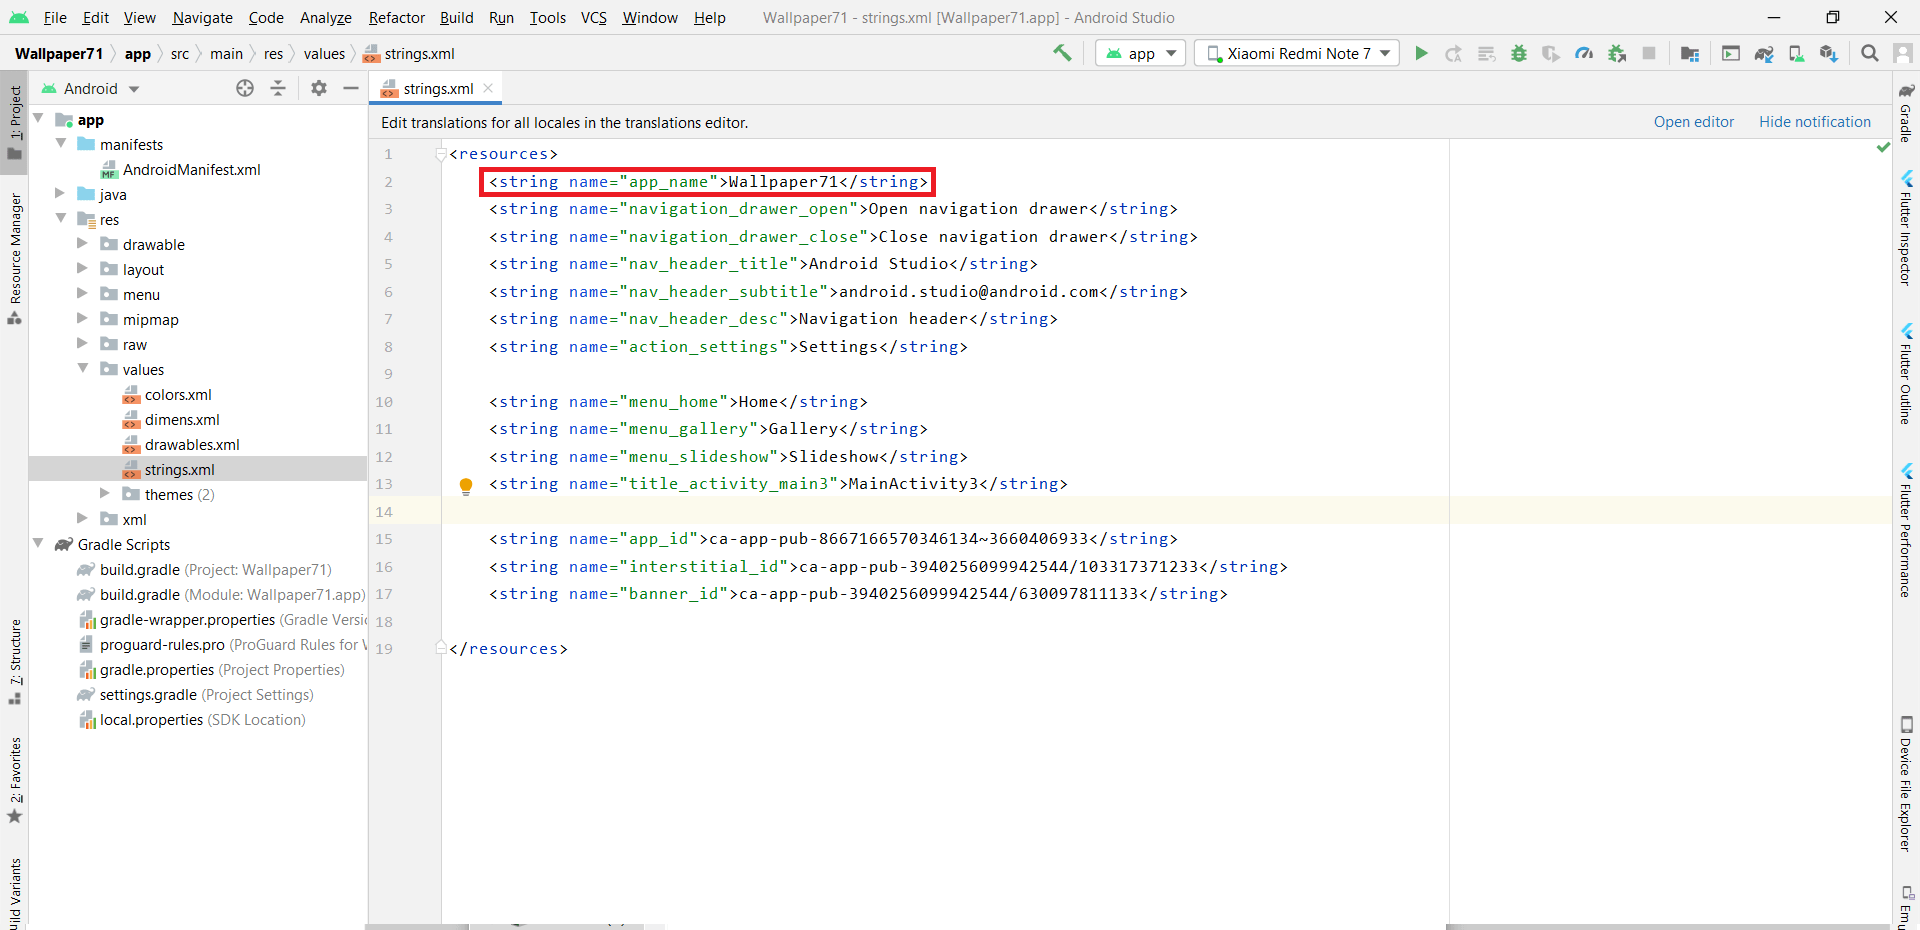 File Edit View Navigate Code Analyze Refactor Build Run Tools VCS Window Help Wallpaper71 - strings.xml [Wallpaper71.app] - Android Studio
Wallpaper71 app src main res values strings.xml app Xiaomi Redmi Note 7
Android strings.xml
Edit translations for all locales in the translations editor. Open editor Hide notification
1: Project
Resource Manager
7: Structure
2: Favorites
app
manifests
AndroidManifest.xml
java
res
drawable
layout
menu
mipmap
raw
values
colors.xml
dimens.xml
drawables.xml
strings.xml
themes (2)
xml
Gradle Scripts
build.gradle (Project: Wallpaper71)
build.gradle (Module: Wallpaper71.app)
gradle-wrapper.properties (Gradle Versi
proguard-rules.pro (ProGuard Rules for
gradle.properties (Project Properties)
settings.gradle (Project Settings)
local.properties (SDK Location)
1 <resources>
2 <string name="app_name">Wallpaper71</string>
3 <string name="navigation_drawer_open">Open navigation drawer</string>
4 <string name="navigation_drawer_close">Close navigation drawer</string>
5 <string name="nav_header_title">Android Studio</string>
6 <string name="nav_header_subtitle">android.studio@android.com</string>
7 <string name="nav_header_desc">Navigation header</string>
8 <string name="action_settings">Settings</string>
9
10 <string name="menu_home">Home</string>
11 <string name="menu_gallery">Gallery</string>
12 <string name="menu_slideshow">Slideshow</string>
13 <string name="title_activity_main3">MainActivity3</string>
14
15 <string name="app_id">ca-app-pub-8667166570346134~3660406933</string>
16 <string name="interstitial_id">ca-app-pub-3940256099942544/103317371233</string>
17 <string name="banner_id">ca-app-pub-3940256099942544/630097811133</string>
18
19 </resources>
Gradle
Flutter Inspector
Flutter Outline
Flutter Performance
Device File Explorer